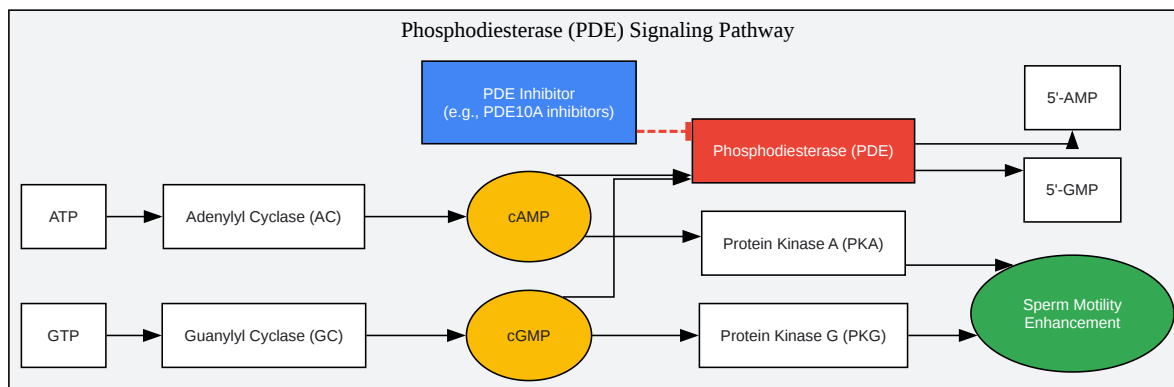 Phosphodiesterase (PDE) Signaling Pathway
PDE Inhibitor
(e.g., PDE10A inhibitors)
5'-AMP
Phosphodiesterase (PDE)
5'-GMP
ATP
Adenylyl Cyclase (AC)
cAMP
Protein Kinase A (PKA)
Sperm Motility
Enhancement
GTP
Guanylyl Cyclase (GC)
cGMP
Protein Kinase G (PKG)